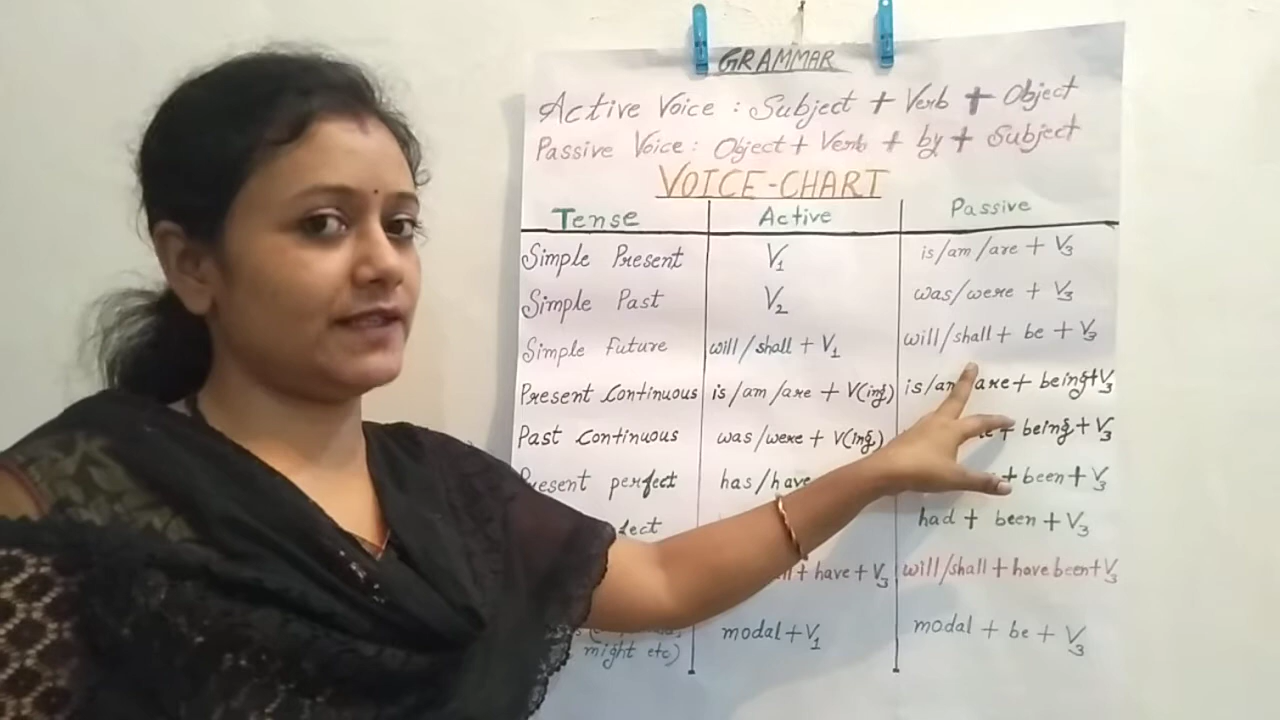 GRAMMAR
Active Voice : Subject + Verb + Object
Passive Voice : Object + Verb + by + Subject
VOICE-CHART
Tense Active Passive
Simple Present V1 is/am/are + V3
Simple Past V2 was/were + V3
Simple Future will/shall + V1 will/shall + be + V3
Present Continuous is/am/are + V(ing) is/am/are + being+V3
Past Continuous was/were + V(ing) + being + V3
Present perfect has/have + been + V3
had + been + V3
+ have + V3 will/shall + have been + V3
might etc) modal + V1 modal + be + V3